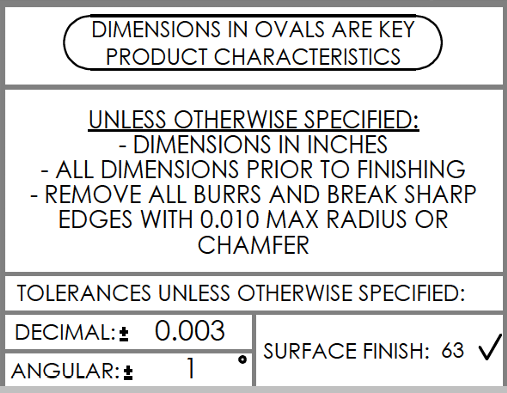 DIMENSIONS IN OVALS ARE KEY
PRODUCT CHARACTERISTICS
UNLESS OTHERWISE SPECIFIED:
- DIMENSIONS IN INCHES
- ALL DIMENSIONS PRIOR TO FINISHING
- REMOVE ALL BURRS AND BREAK SHARP
EDGES WITH 0.010 MAX RADIUS OR
CHAMFER
TOLERANCES UNLESS OTHERWISE SPECIFIED:
DECIMAL: ± 0.003
ANGULAR: ± 1 °
SURFACE FINISH: 63 √